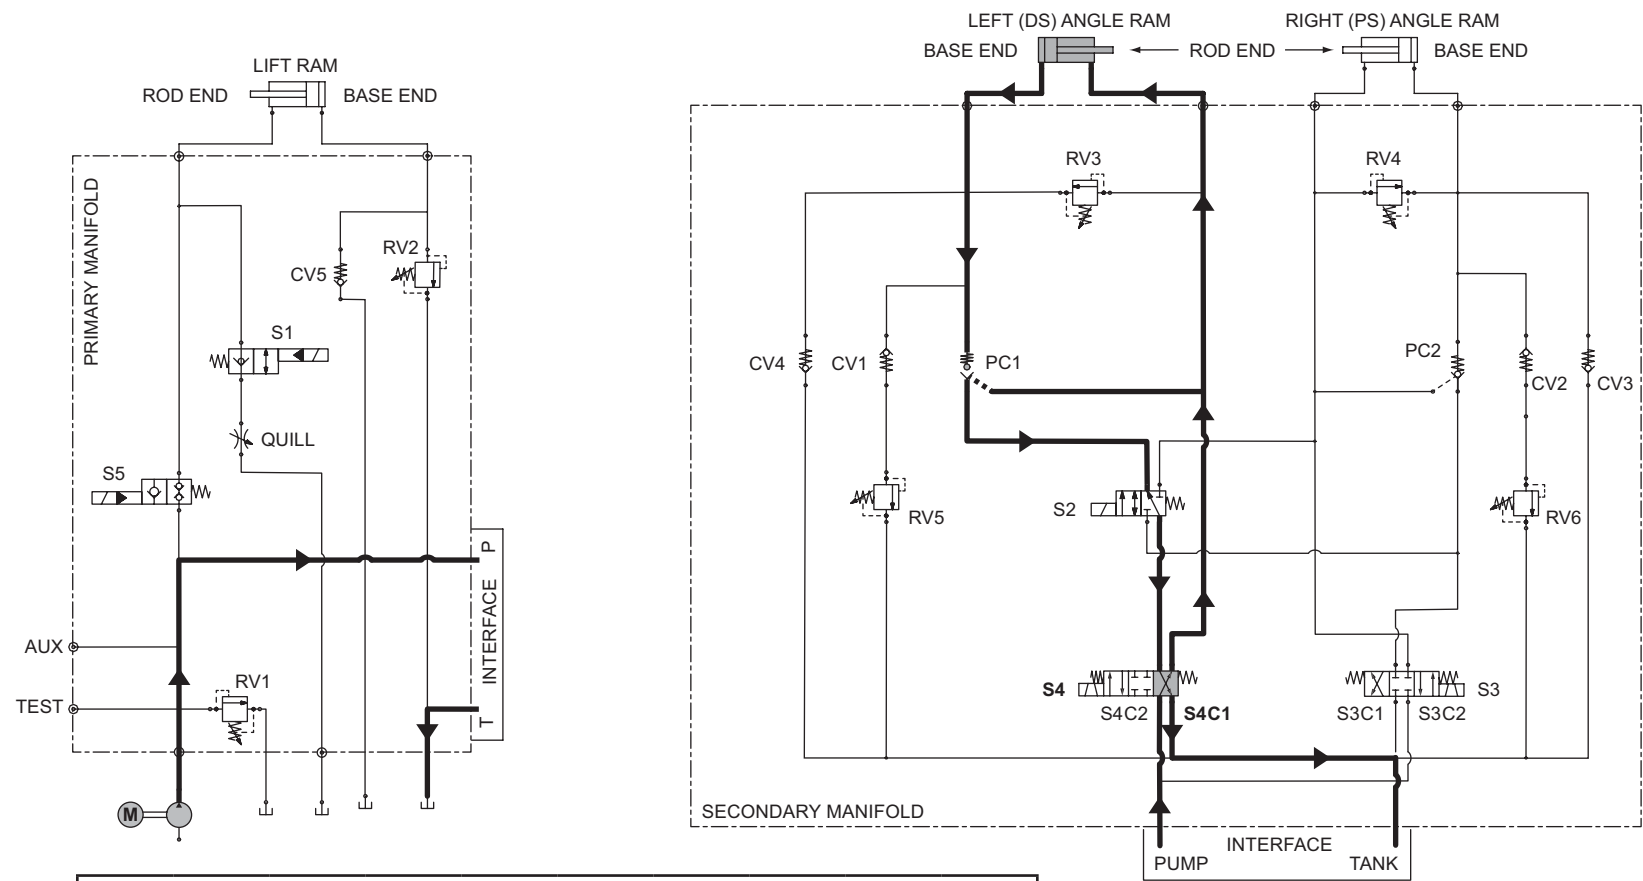 LEFT (DS) ANGLE RAM
RIGHT (PS) ANGLE RAM
BASE END
ROD END
BASE END
LIFT RAM
ROD END
BASE END
PRIMARY MANIFOLD
RV3
RV4
RV2
CV5
S1
CV4
CV1
PC1
PC2
CV2
CV3
QUILL
S5
S2
RV5
RV6
P
INTERFACE
T
AUX
TEST
RV1
S4
S4C2
S4C1
S3C1
S3C2
S3
M
SECONDARY MANIFOLD
INTERFACE
PUMP
TANK